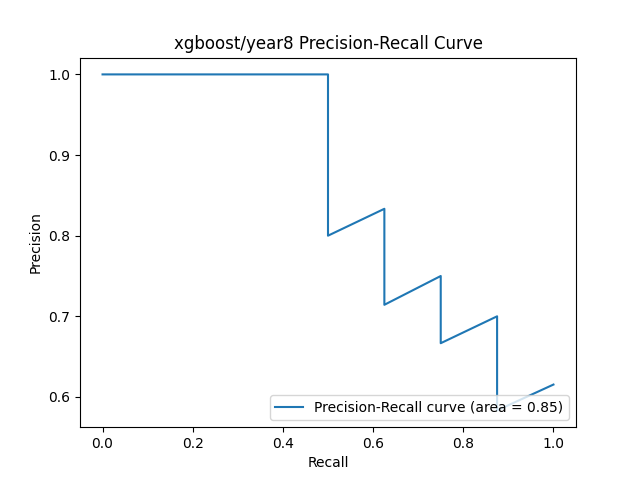 xgboost/year8 Precision-Recall Curve
1.0
0.9
0.8
0.7
0.6
Precision
Precision-Recall curve (area = 0.85)
0.0 0.2 0.4 0.6 0.8 1.0
Recall